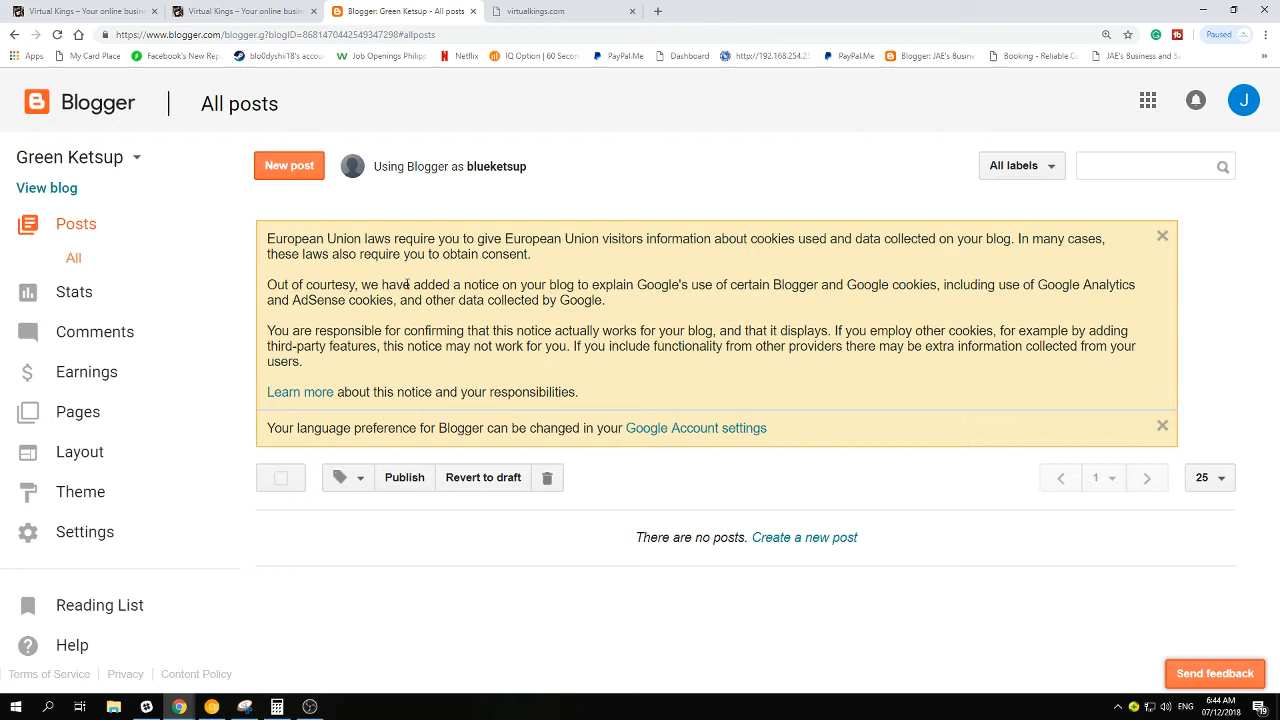 Virtual Kings – Your online busin
Virtual Kings – Your online busin
Blogger: Green Ketsup - All posts
virtualkings.com
https://www.blogger.com/blogger.g?blogID=8681470442549347298#allposts
Paused
Apps
My Card Place
Facebook's New Rep
blo0dyshii18's accou
Job Openings Philipp
Netflix
IQ Option | 60 Secon
PayPal.Me
Dashboard
http://192.168.254.25
PayPal.Me
Blogger: JAE's Busine
Booking - Reliable Co
JAE's Business and Se
Blogger
All posts
J
Green Ketsup
View blog
New post
Using Blogger as blueketsup
All labels
Posts
All
Stats
Comments
Earnings
Pages
Layout
Theme
Settings
Reading List
Help
Terms of Service
Privacy
Content Policy
European Union laws require you to give European Union visitors information about cookies used and data collected on your blog. In many cases,
these laws also require you to obtain consent.
Out of courtesy, we have added a notice on your blog to explain Google's use of certain Blogger and Google cookies, including use of Google Analytics
and AdSense cookies, and other data collected by Google.
You are responsible for confirming that this notice actually works for your blog, and that it displays. If you employ other cookies, for example by adding
third-party features, this notice may not work for you. If you include functionality from other providers there may be extra information collected from your
users.
Learn more about this notice and your responsibilities.
Your language preference for Blogger can be changed in your Google Account settings
Publish
Revert to draft
1
25
There are no posts. Create a new post
Send feedback
ENG
6:44 AM
07/12/2018